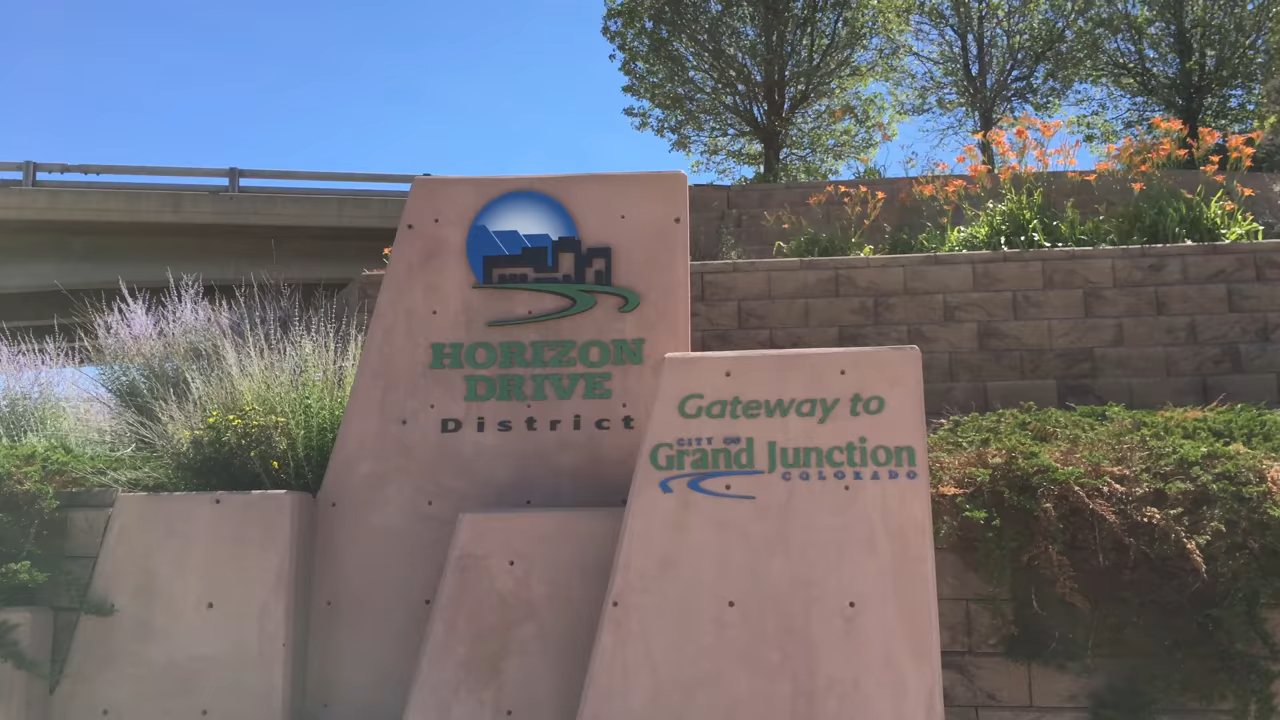 HORIZON
DRIVE
District
Gateway to
CITY OF
Grand Junction
COLORADO